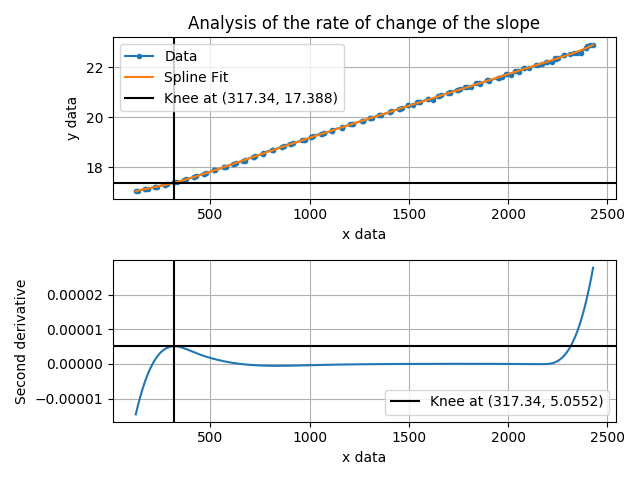 Analysis of the rate of change of the slope
Data
Spline Fit
Knee at (317.34, 17.388)
22
20
18
y data
500
1000
1500
2000
2500
x data
0.00002
0.00001
0.00000
−0.00001
Second derivative
Knee at (317.34, 5.0552)
500
1000
1500
2000
2500
x data